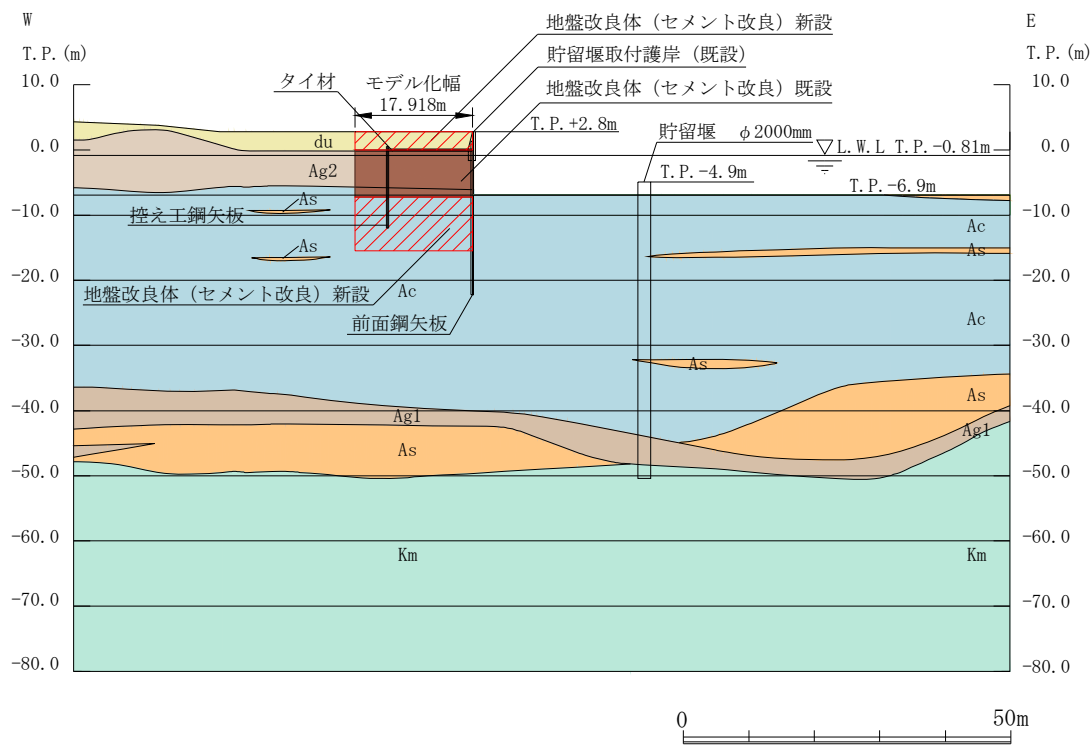 W
E
T.P.(m)
T.P.(m)
地盤改良体（セメント改良）新設
貯留堰取付護岸（既設）
地盤改良体（セメント改良）既設
タイ材
モデル化幅
17.918m
T.P.+2.8m
貯留堰 φ2000mm
L.W.L T.P.-0.81m
T.P.-4.9m
T.P.-6.9m
10.0
10.0
0.0
0.0
-10.0
-10.0
-20.0
-20.0
-30.0
-30.0
-40.0
-40.0
-50.0
-50.0
-60.0
-60.0
-70.0
-70.0
-80.0
-80.0
du
Ag2
As
控え工鋼矢板
As
地盤改良体（セメント改良）新設
Ac
前面鋼矢板
Ac
As
Ac
As
As
Ag1
Ag1
As
Km
Km
0
50m